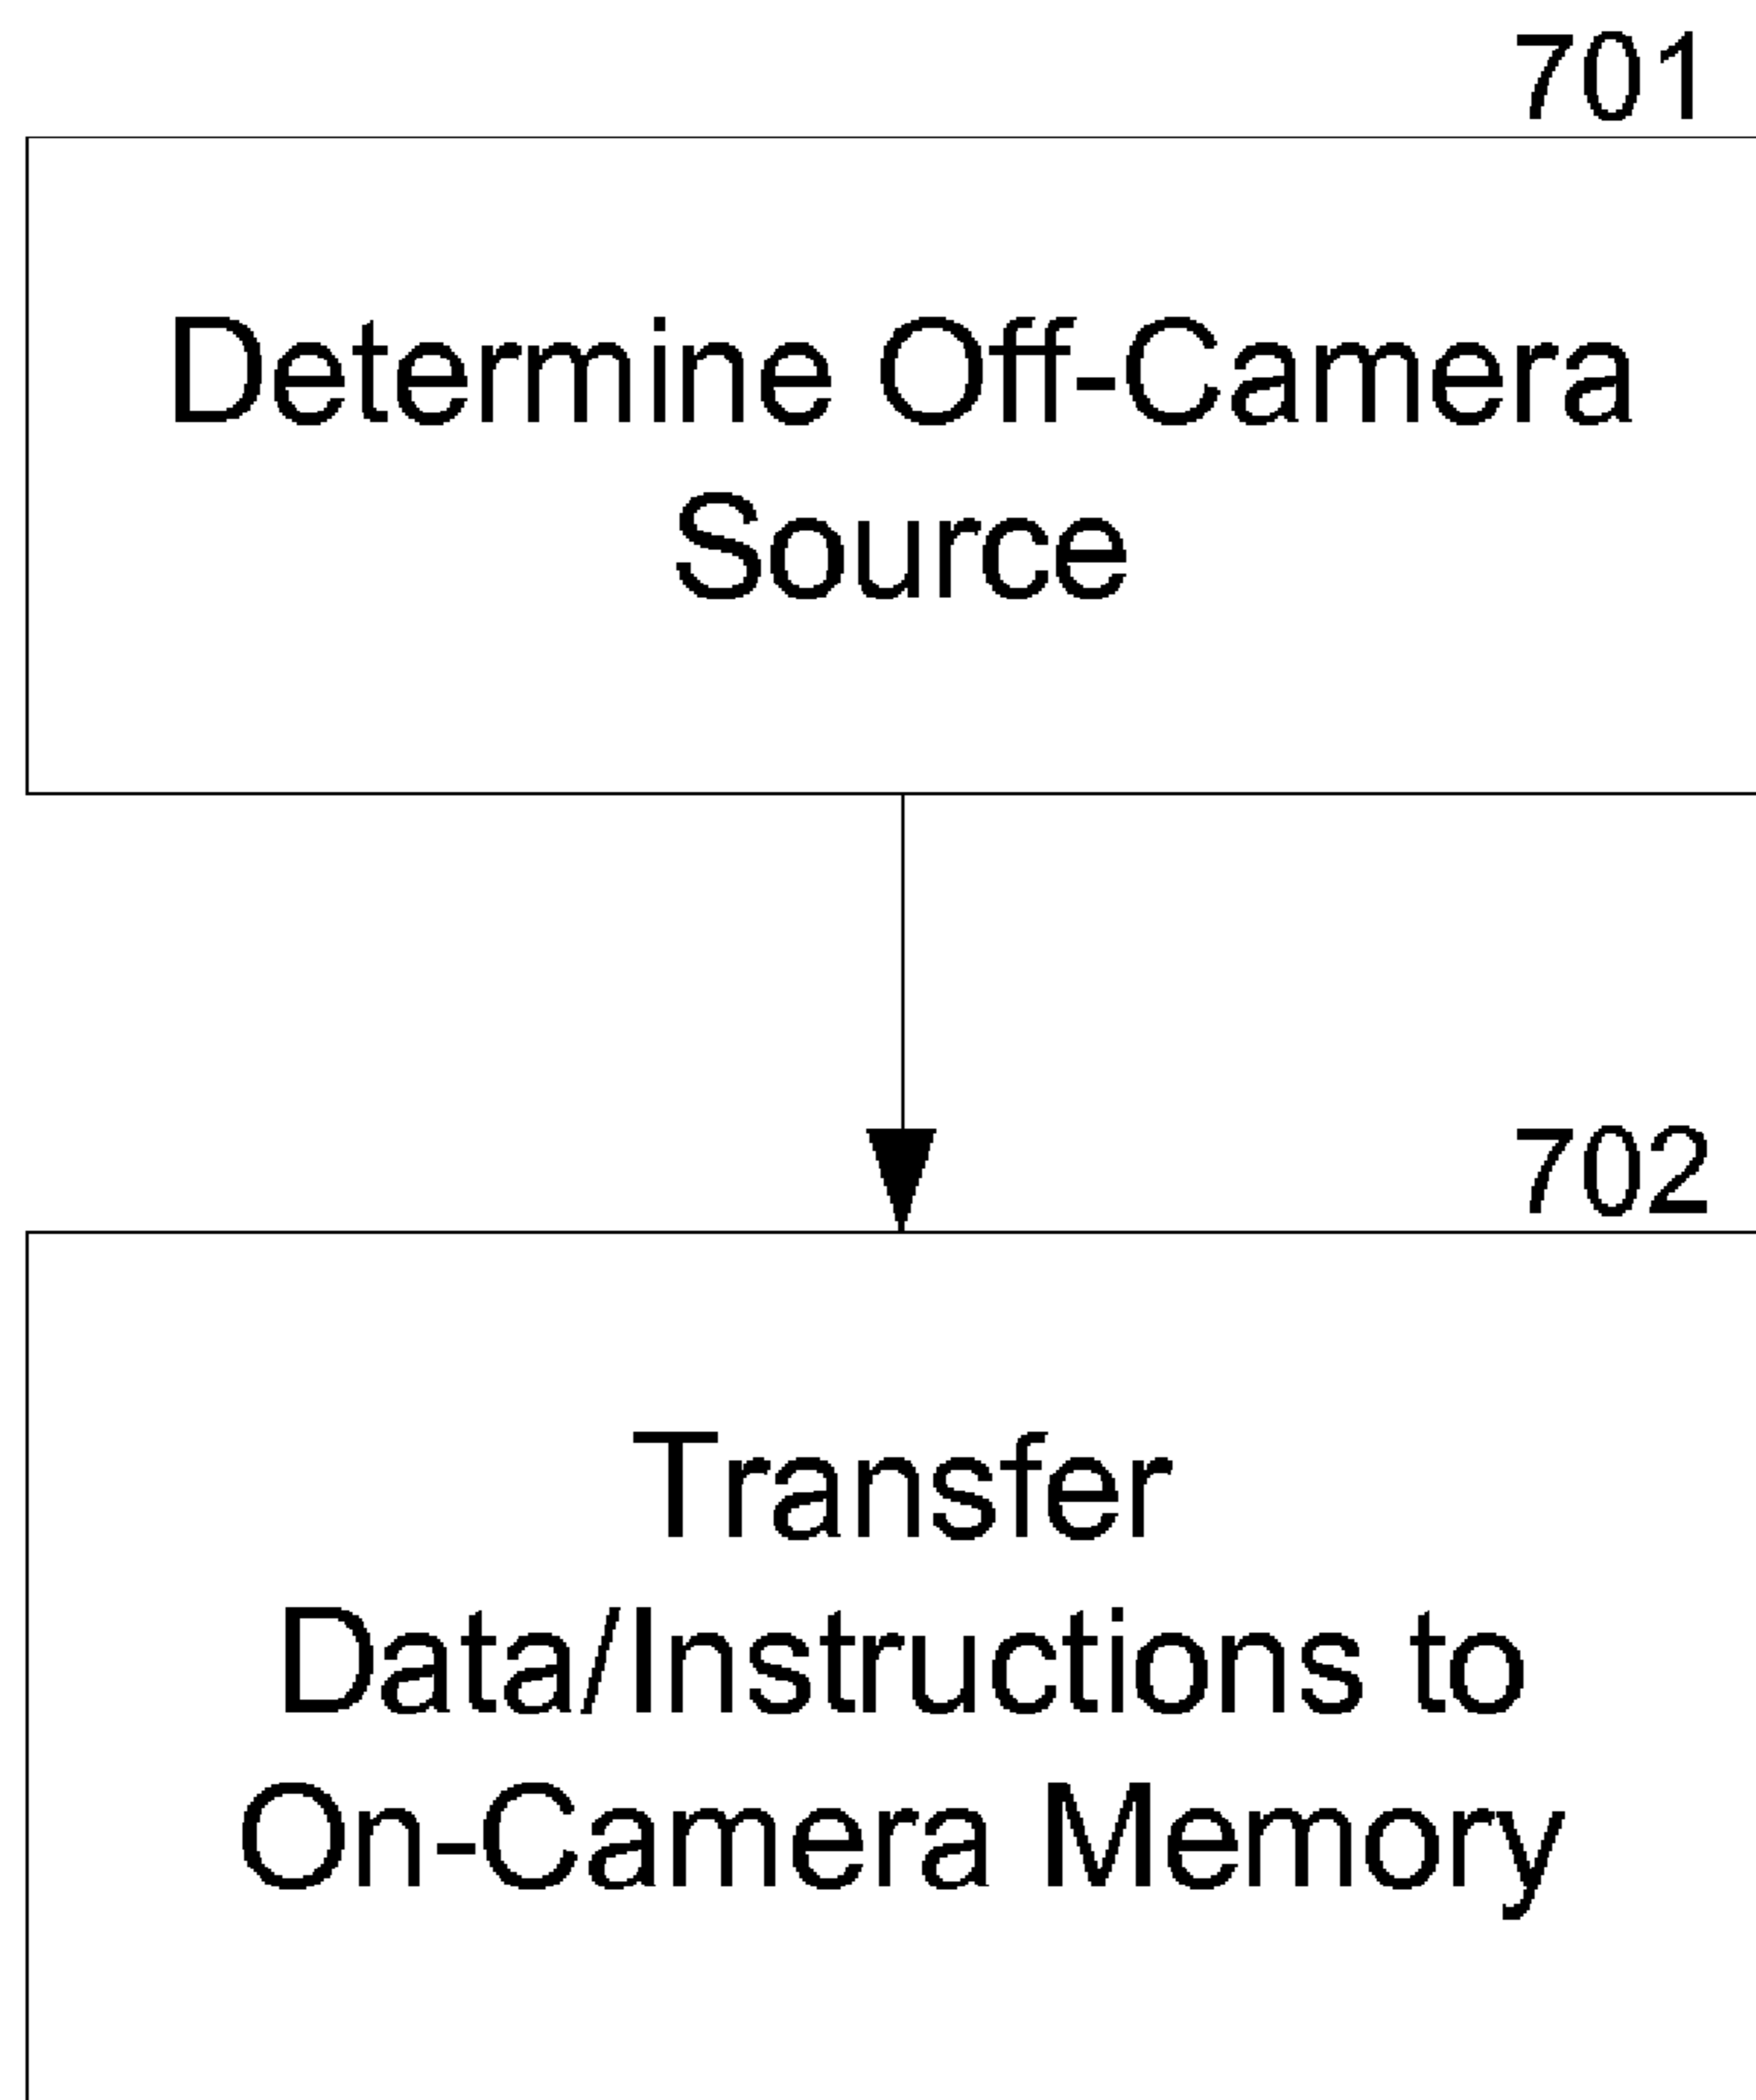 701
Determine Off-Camera
Source
702
Transfer
Data/Instructions to
On-Camera Memory